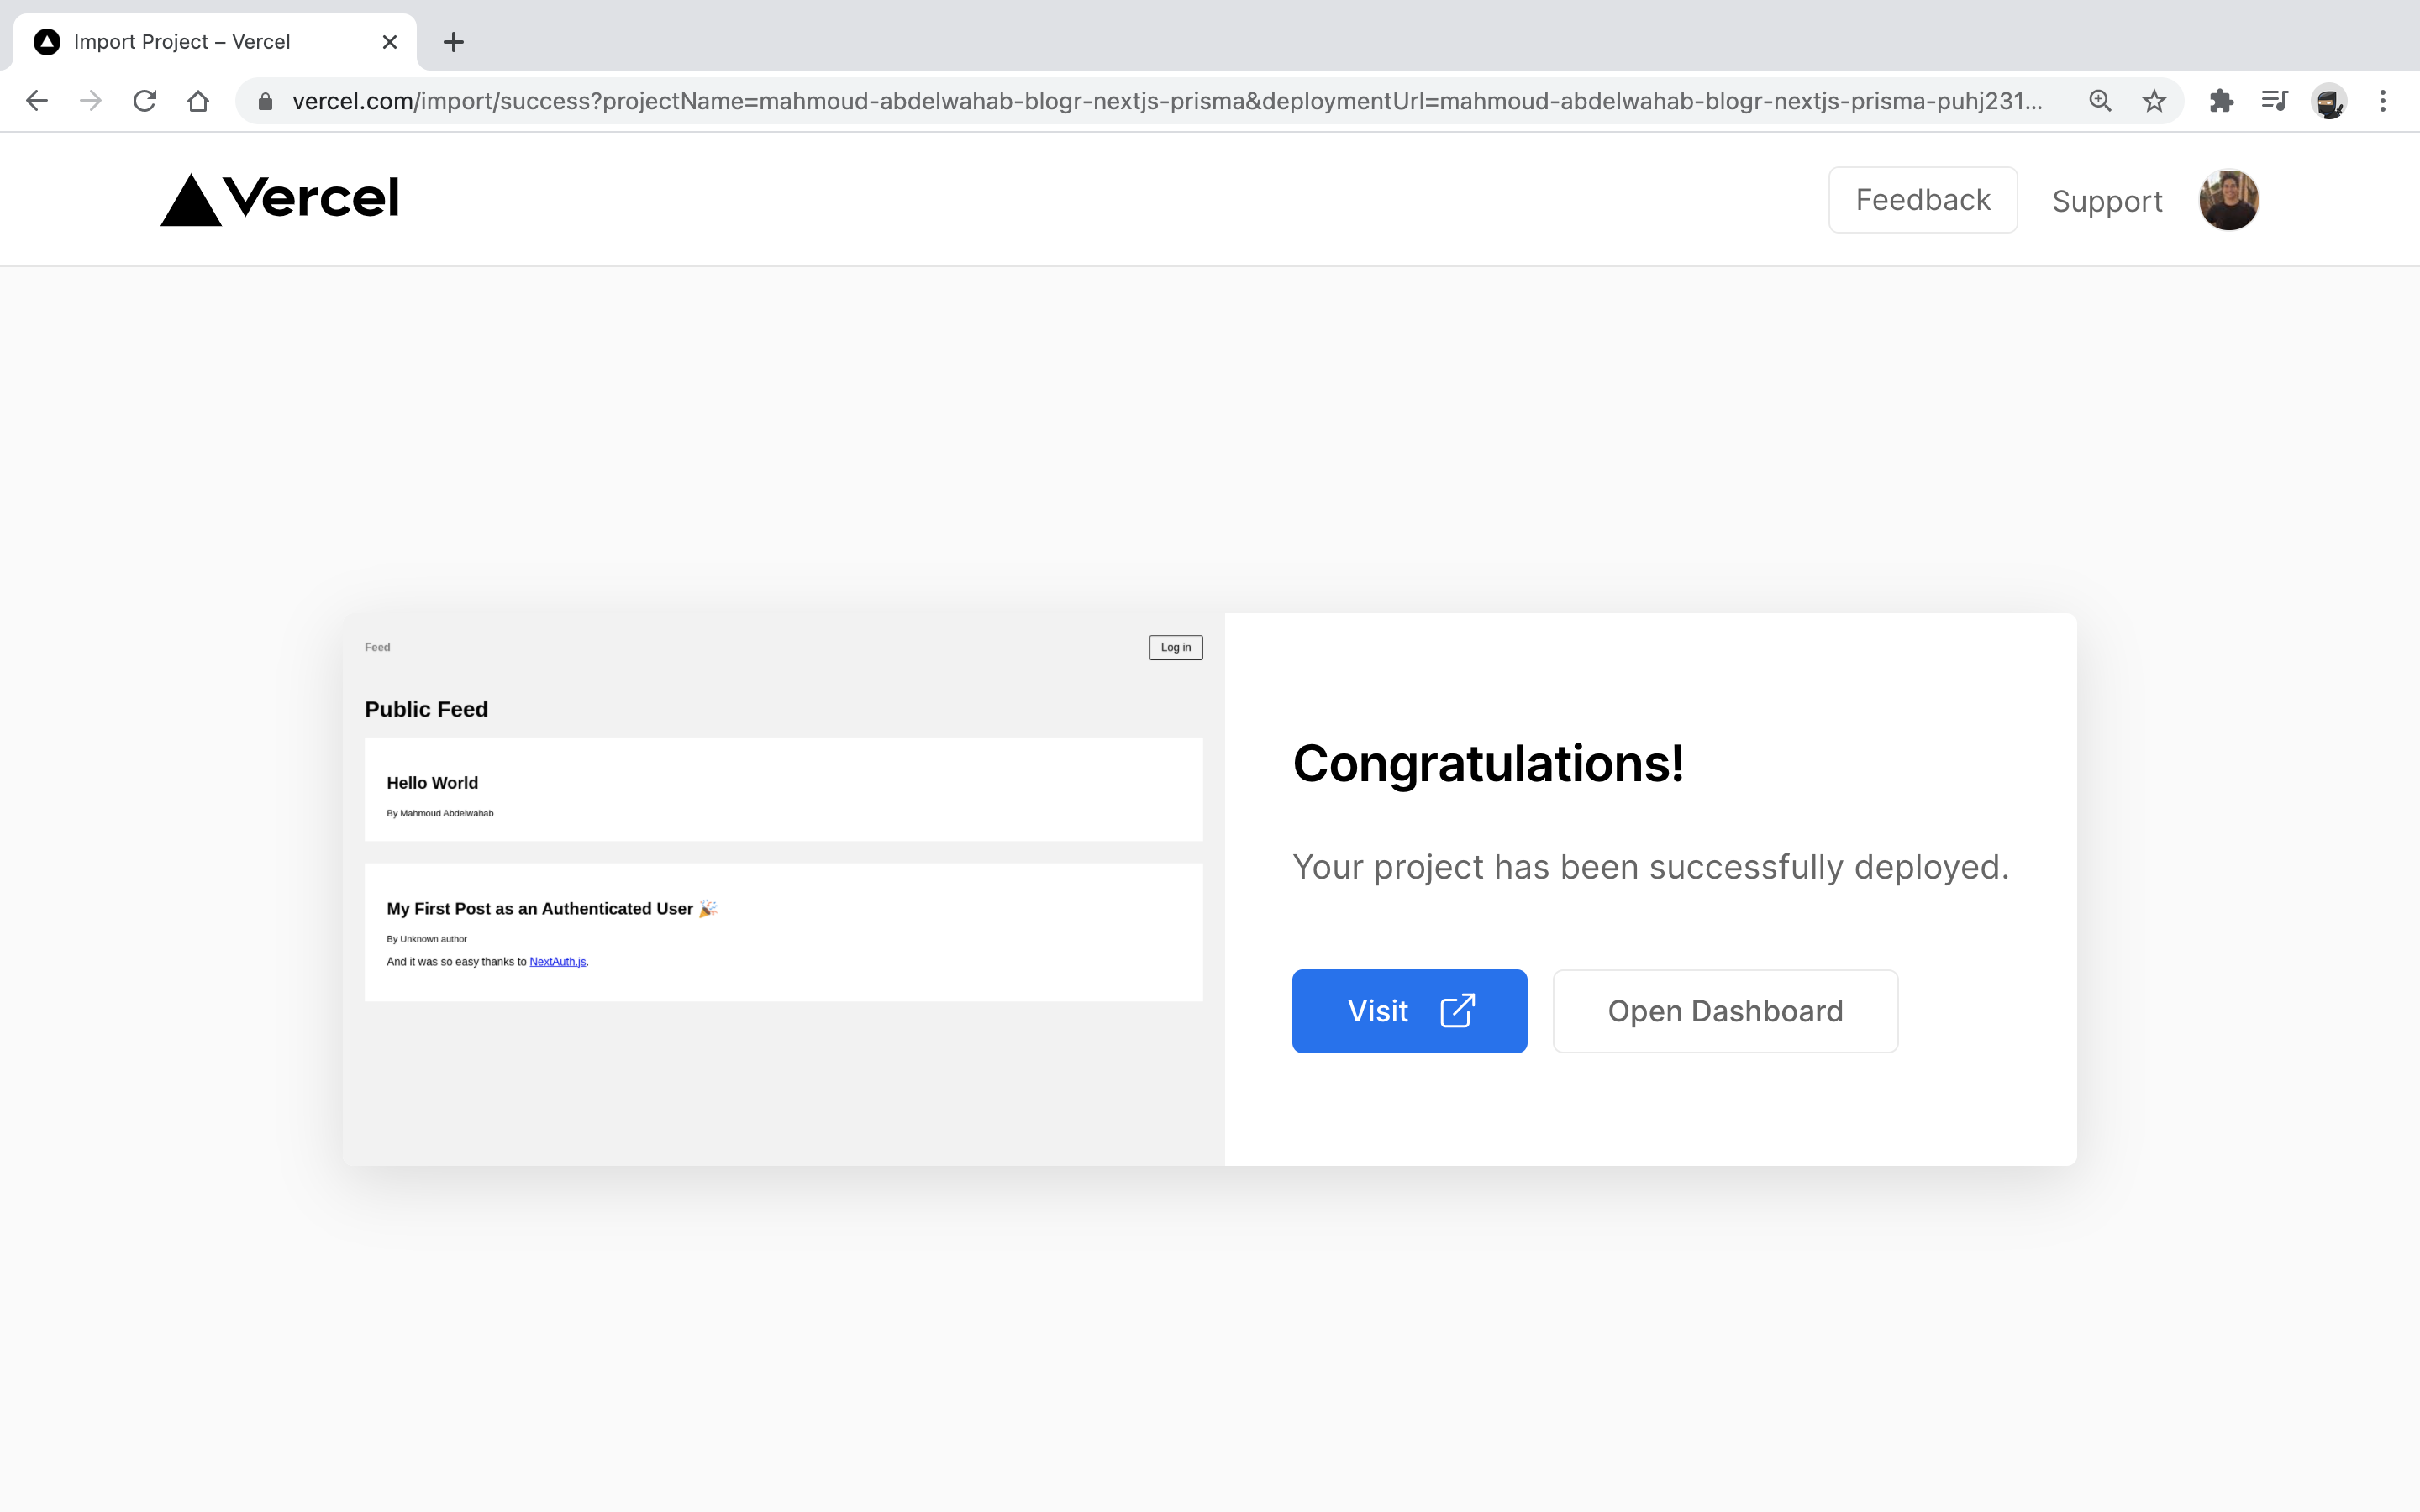 Import Project – Vercel
vercel.com/import/success?projectName=mahmoud-abdelwahab-blogr-nextjs-prisma&deploymentUrl=mahmoud-abdelwahab-blogr-nextjs-prisma-puhj231...
Vercel
Feedback
Support
Feed
Log in
Public Feed
Hello World
By Mahmoud Abdelwahab
My First Post as an Authenticated User 🎉
By Unknown author
And it was so easy thanks to NextAuth.js.
Congratulations!
Your project has been successfully deployed.
Visit
Open Dashboard